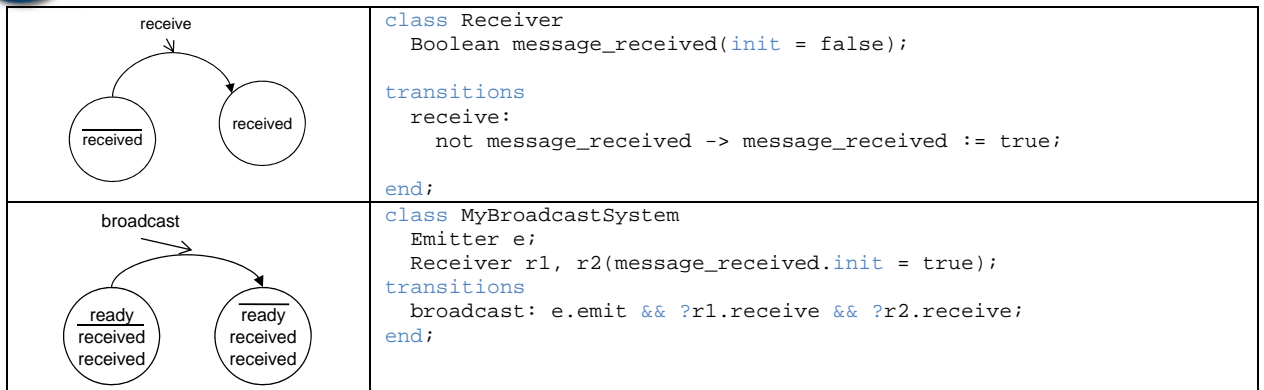 receive
received
received
class Receiver
Boolean message_received(init = false);
transitions
receive:
not message_received -> message_received := true;
end;
broadcast
ready
received
received
ready
received
received
class MyBroadcastSystem
Emitter e;
Receiver r1, r2(message_received.init = true);
transitions
broadcast: e.emit && ?r1.receive && ?r2.receive;
end;